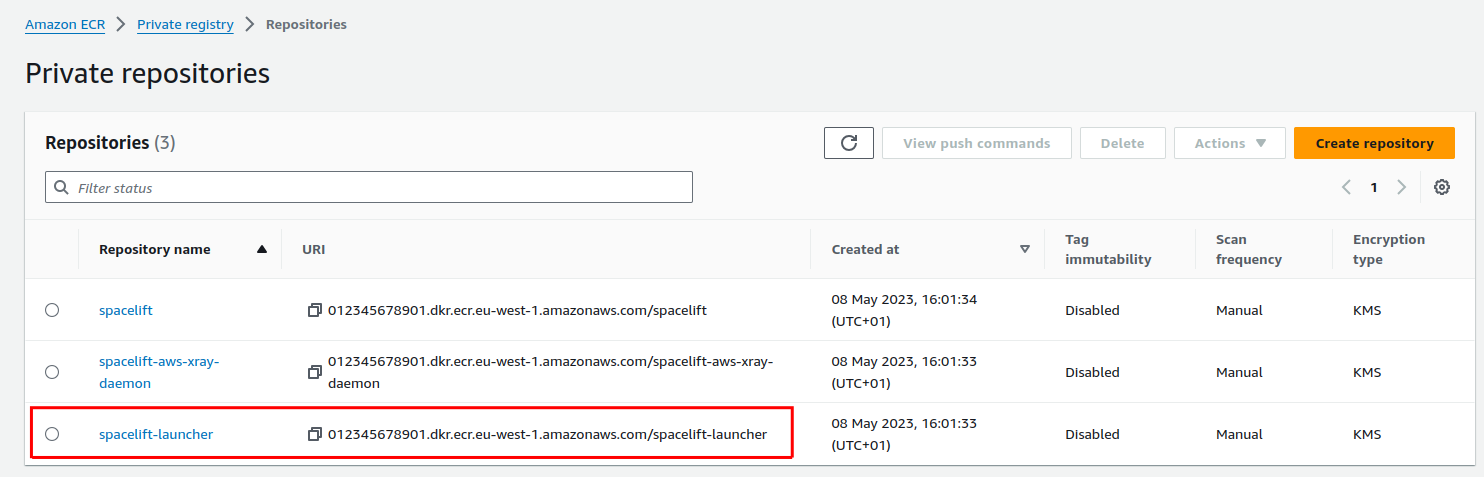 Amazon ECR > Private registry > Repositories
Private repositories
Repositories (3)
View push commands
Delete
Actions
Create repository
Filter status
1
Repository name
URI
Created at
Tag
immutability
Scan
frequency
Encryption
type
spacelift
012345678901.dkr.ecr.eu-west-1.amazonaws.com/spacelift
08 May 2023, 16:01:34
(UTC+01)
Disabled
Manual
KMS
spacelift-aws-xray-
daemon
012345678901.dkr.ecr.eu-west-1.amazonaws.com/spacelift-aws-xray-
daemon
08 May 2023, 16:01:33
(UTC+01)
Disabled
Manual
KMS
spacelift-launcher
012345678901.dkr.ecr.eu-west-1.amazonaws.com/spacelift-launcher
08 May 2023, 16:01:33
(UTC+01)
Disabled
Manual
KMS